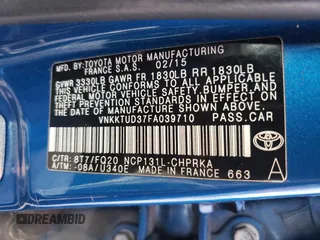 MFD. BY: TOYOTA MOTOR MANUFACTURING
FRANCE S.A.S. 02/15
GVWR 3330LB GAWR FR 1830LB RR 1830LB
THIS VEHICLE CONFORMS TO ALL APPLICABLE
FEDERAL MOTOR VEHICLE SAFETY, BUMPER, AND
THEFT PREVENTION STANDARDS IN EFFECT ON
THE DATE OF MANUFACTURE SHOWN ABOVE.
VNKKTUD37FA039710 PASS.CAR
TOYOTA
C/TR: 8T7/FQ20 NCP131L-CHPRKA
A/TM: -08A/U340E
MADE IN FRANCE 663 A
DREAMBID